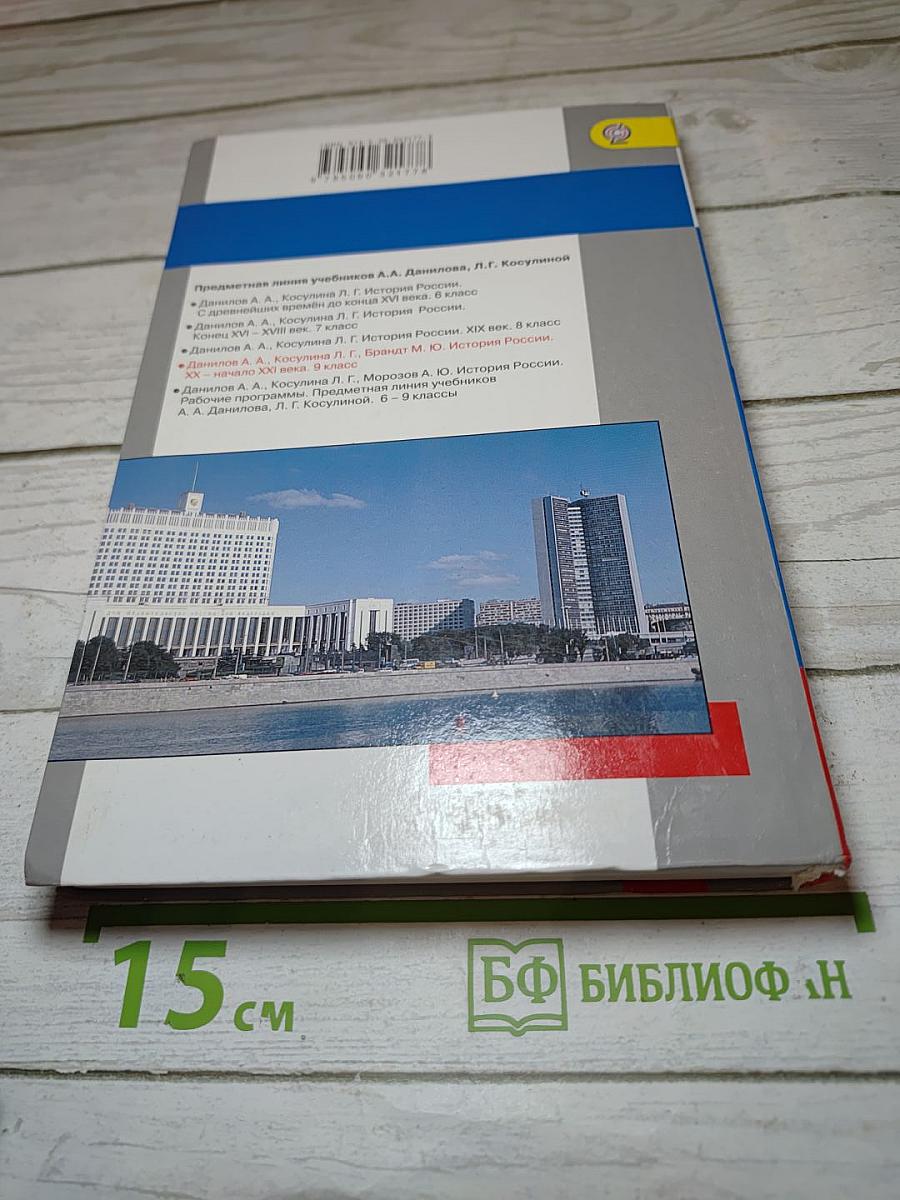 Предметная линия учебников А.А. Данилова, Л.Г. Косулиной
• Данилов А. А., Косулина Л. Г. История России.
С древнейших времён до конца XVI века. 6 класс
• Данилов А. А., Косулина Л. Г. История России.
Конец XVI – XVIII век. 7 класс
• Данилов А. А., Косулина Л. Г. История России. XIX век. 8 класс
• Данилов А. А., Косулина Л. Г., Брандт М. Ю. История России.
XX – начало XXI века. 9 класс
• Данилов А. А., Косулина Л. Г., Морозов А. Ю. История России.
Рабочие программы. Предметная линия учебников
А. А. Данилова, Л. Г. Косулиной. 6 – 9 классы
15 см
БФ БИБЛИОФ